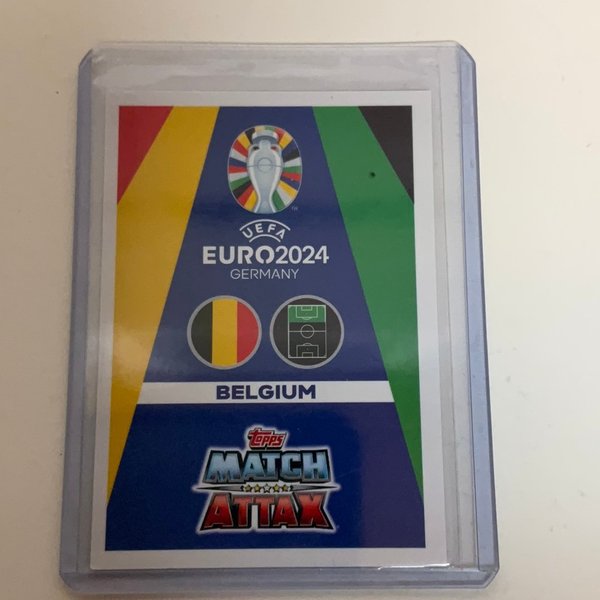 UEFA
EURO2024
GERMANY
BELGIUM
topps
MATCH
ATTAX